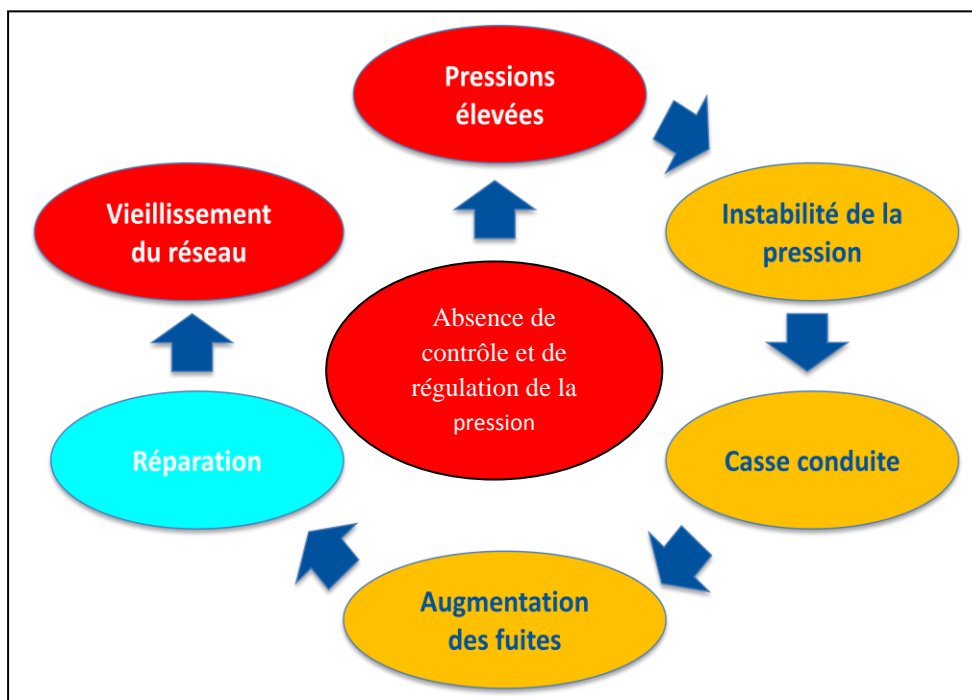 Pressions
élevées
Vieillissement
du réseau
Instabilité de la
pression
Absence de
contrôle et de
régulation de la
pression
Réparation
Casse conduite
Augmentation
des fuites